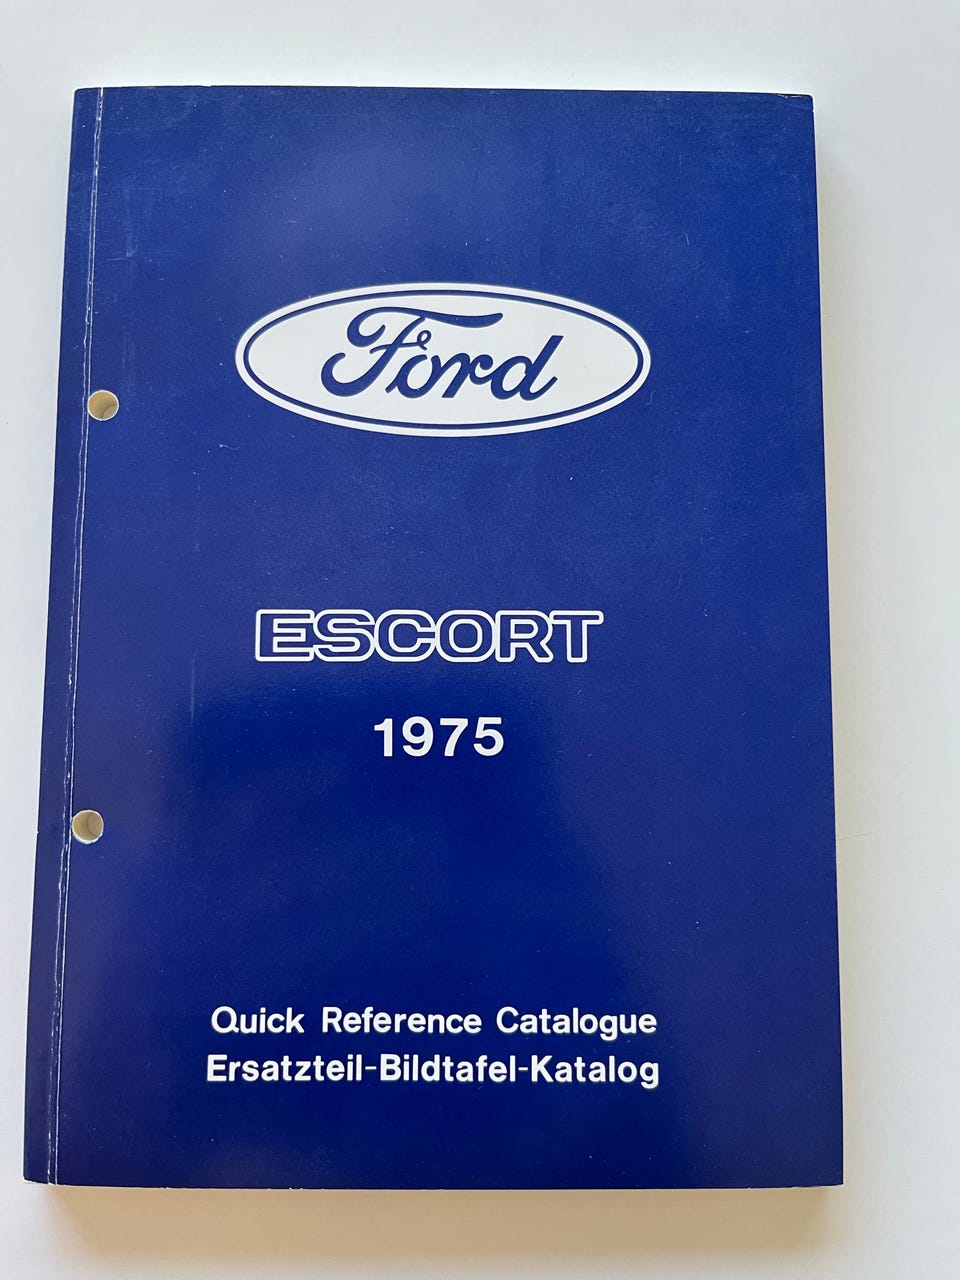 Ford
ESCORT
1975
Quick Reference Catalogue
Ersatzteil-Bildtafel-Katalog